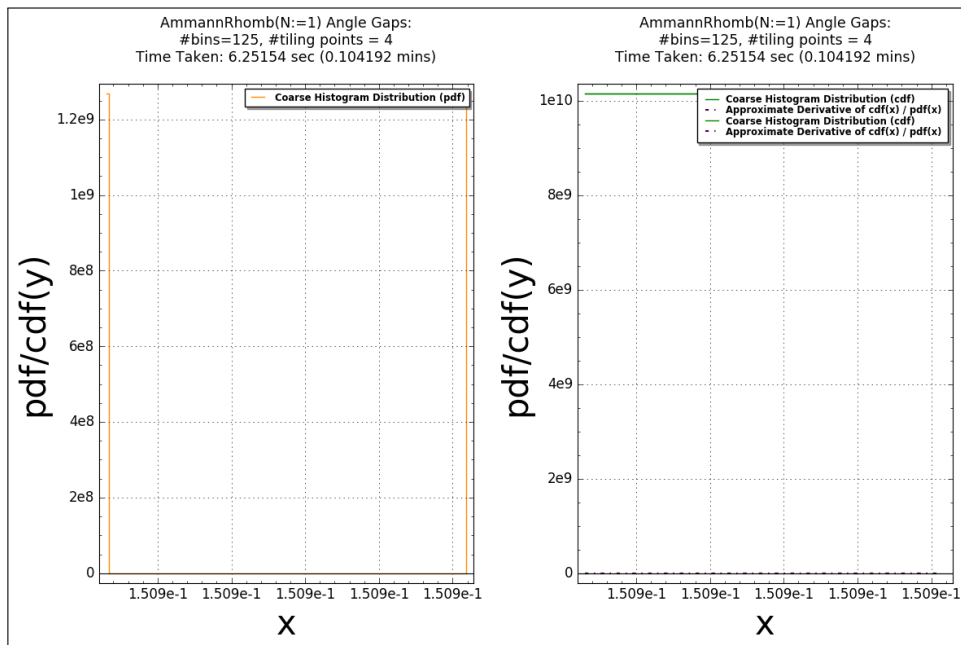 AmmannRhomb(N:=1) Angle Gaps:
#bins=125, #tiling points = 4
Time Taken: 6.25154 sec (0.104192 mins)
Coarse Histogram Distribution (pdf)
1.2e9
1e9
8e8
6e8
4e8
2e8
0
pdf/cdf(y)
1.509e-1 1.509e-1 1.509e-1 1.509e-1 1.509e-1
x
AmmannRhomb(N:=1) Angle Gaps:
#bins=125, #tiling points = 4
Time Taken: 6.25154 sec (0.104192 mins)
Coarse Histogram Distribution (cdf)
Approximate Derivative of cdf(x) / pdf(x)
Coarse Histogram Distribution (cdf)
Approximate Derivative of cdf(x) / pdf(x)
1e10
8e9
6e9
4e9
2e9
0
pdf/cdf(y)
1.509e-1 1.509e-1 1.509e-1 1.509e-1 1.509e-1
x